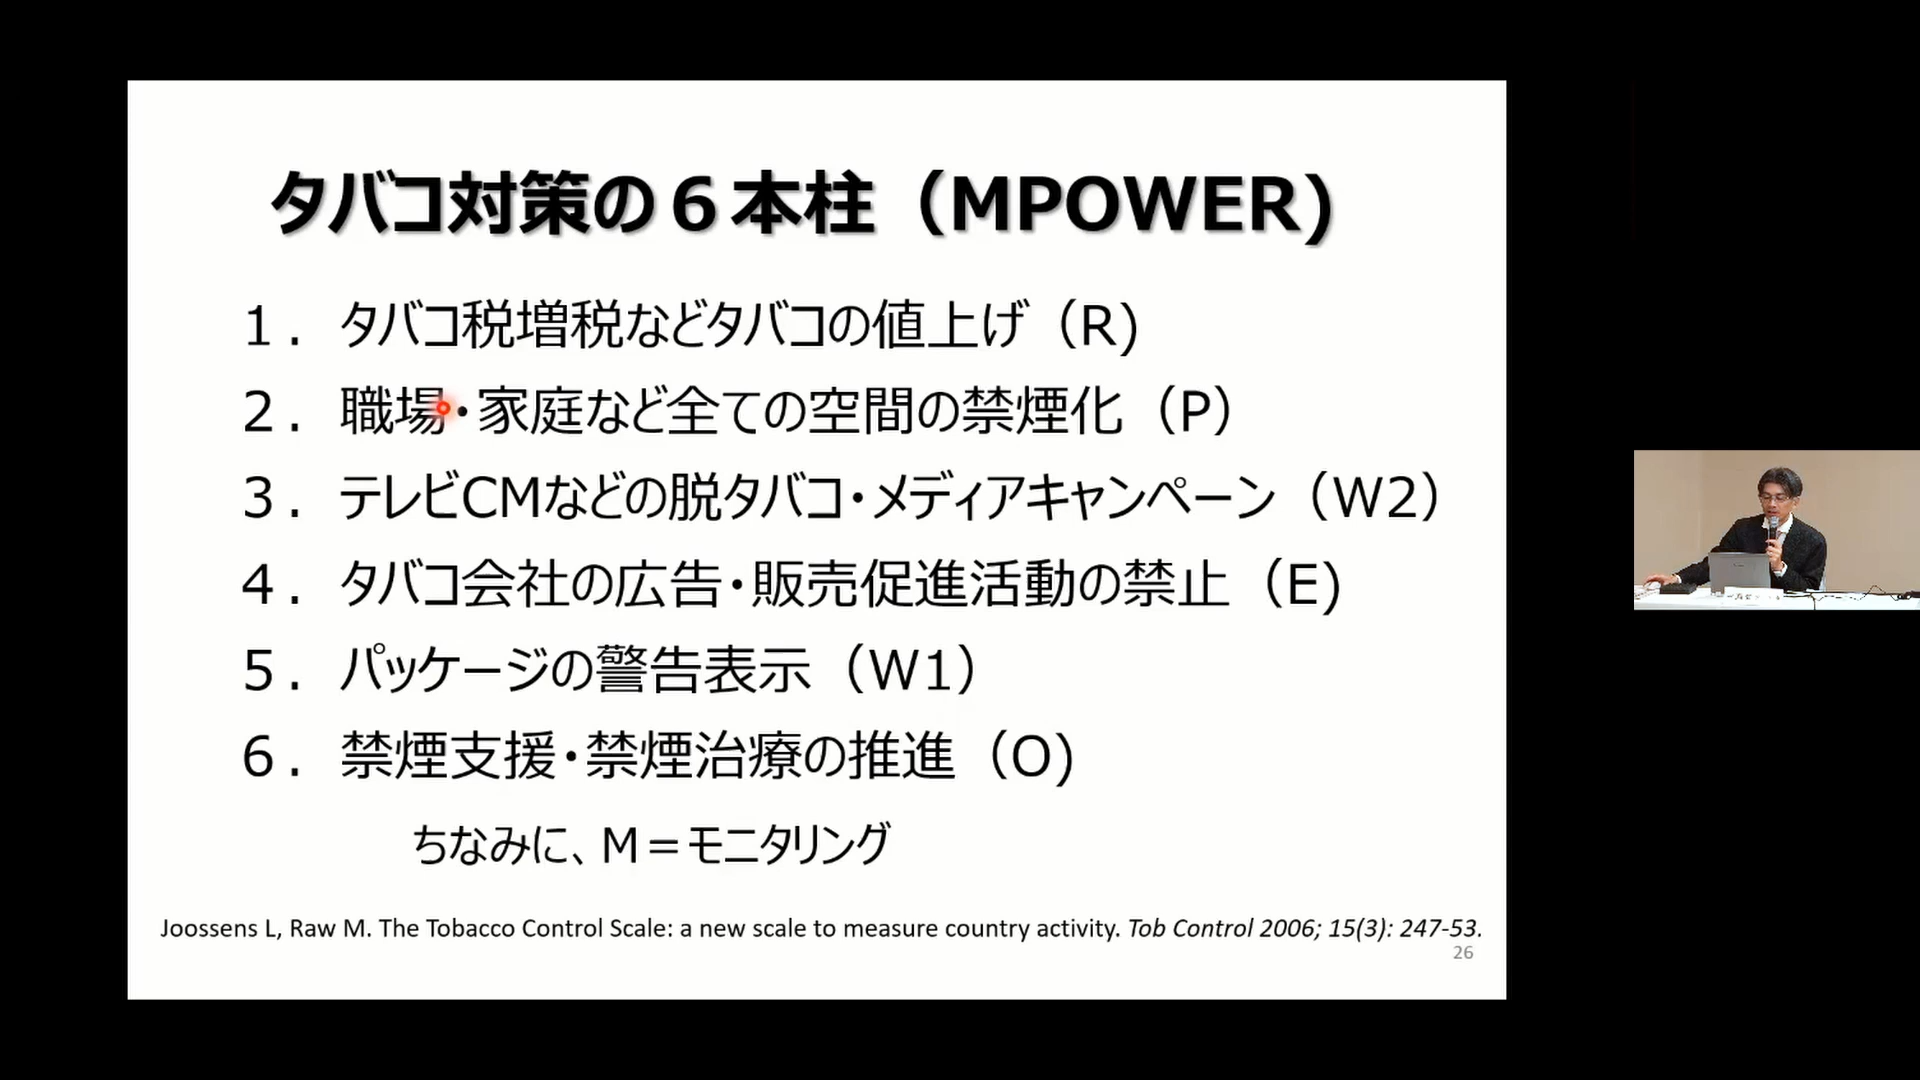 タバコ対策の６本柱（MPOWER)
１．タバコ税増税などタバコの値上げ（R)
２．職場・家庭など全ての空間の禁煙化（P）
３．テレビCMなどの脱タバコ・メディアキャンペーン（W2）
４．タバコ会社の広告・販売促進活動の禁止（E)
５．パッケージの警告表示（W1）
６．禁煙支援・禁煙治療の推進（O)
ちなみに、M＝モニタリング
Joossens L, Raw M. The Tobacco Control Scale: a new scale to measure country activity. Tob Control 2006; 15(3): 247-53.
26